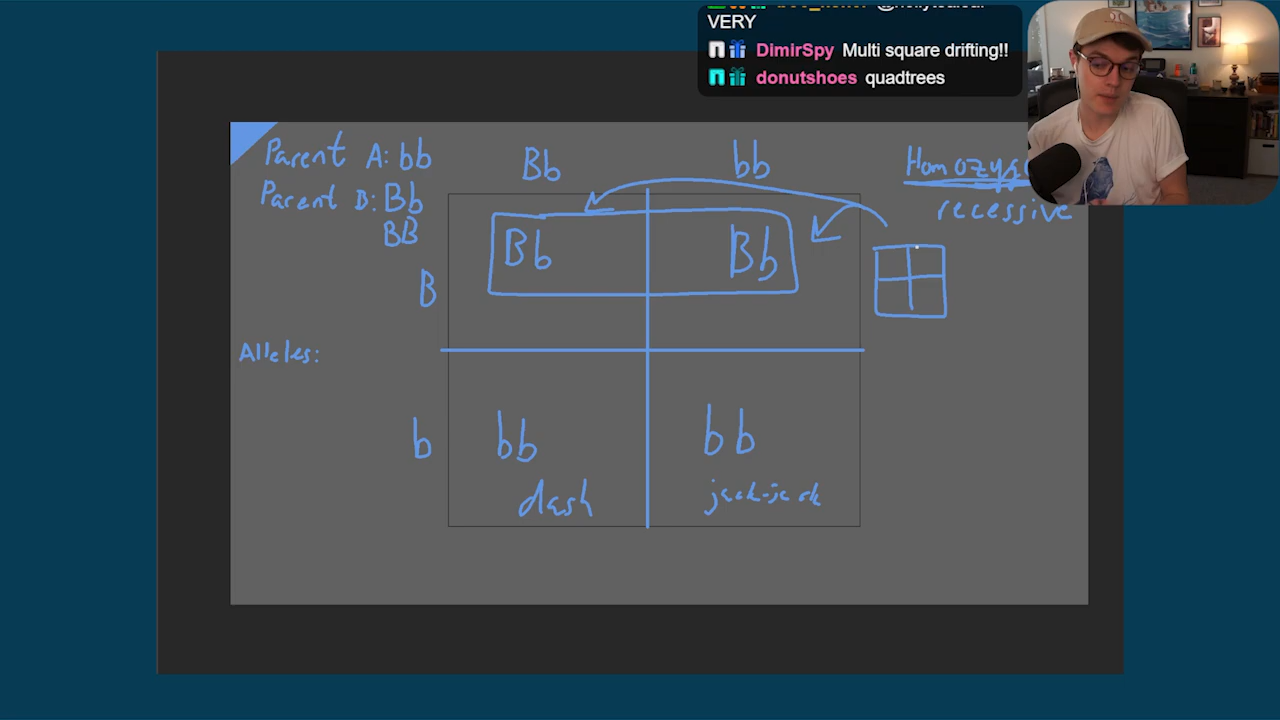 VERY
DimirSpy Multi square drifting!!
donutshoes quadtrees
Parent A: bb
Parent B: Bb
BB
Bb
bb
recessive
B
Bb
Bb
Alleles:
b
bb
bb
dash
jack-jack